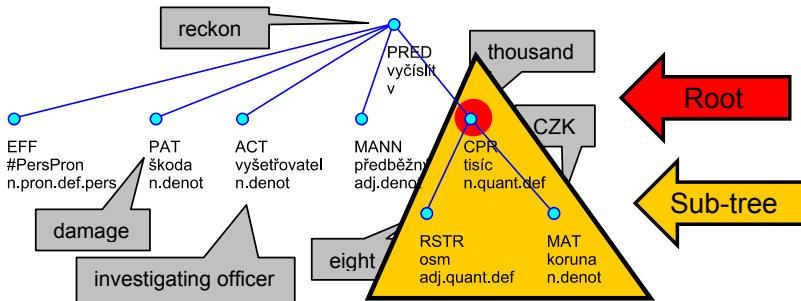 reckon
PRED
vyčíslit
v
thousand
Root
EFF
#PersPron
n.pron.def.pers
PAT
škoda
n.denot
ACT
vyšetřovatel
n.denot
MANN
předběžný
adj.denot
CPR
tisíc
n.quant.def
CZK
Sub-tree
damage
investigating officer
eight
RSTR
osm
adj.quant.def
MAT
koruna
n.denot